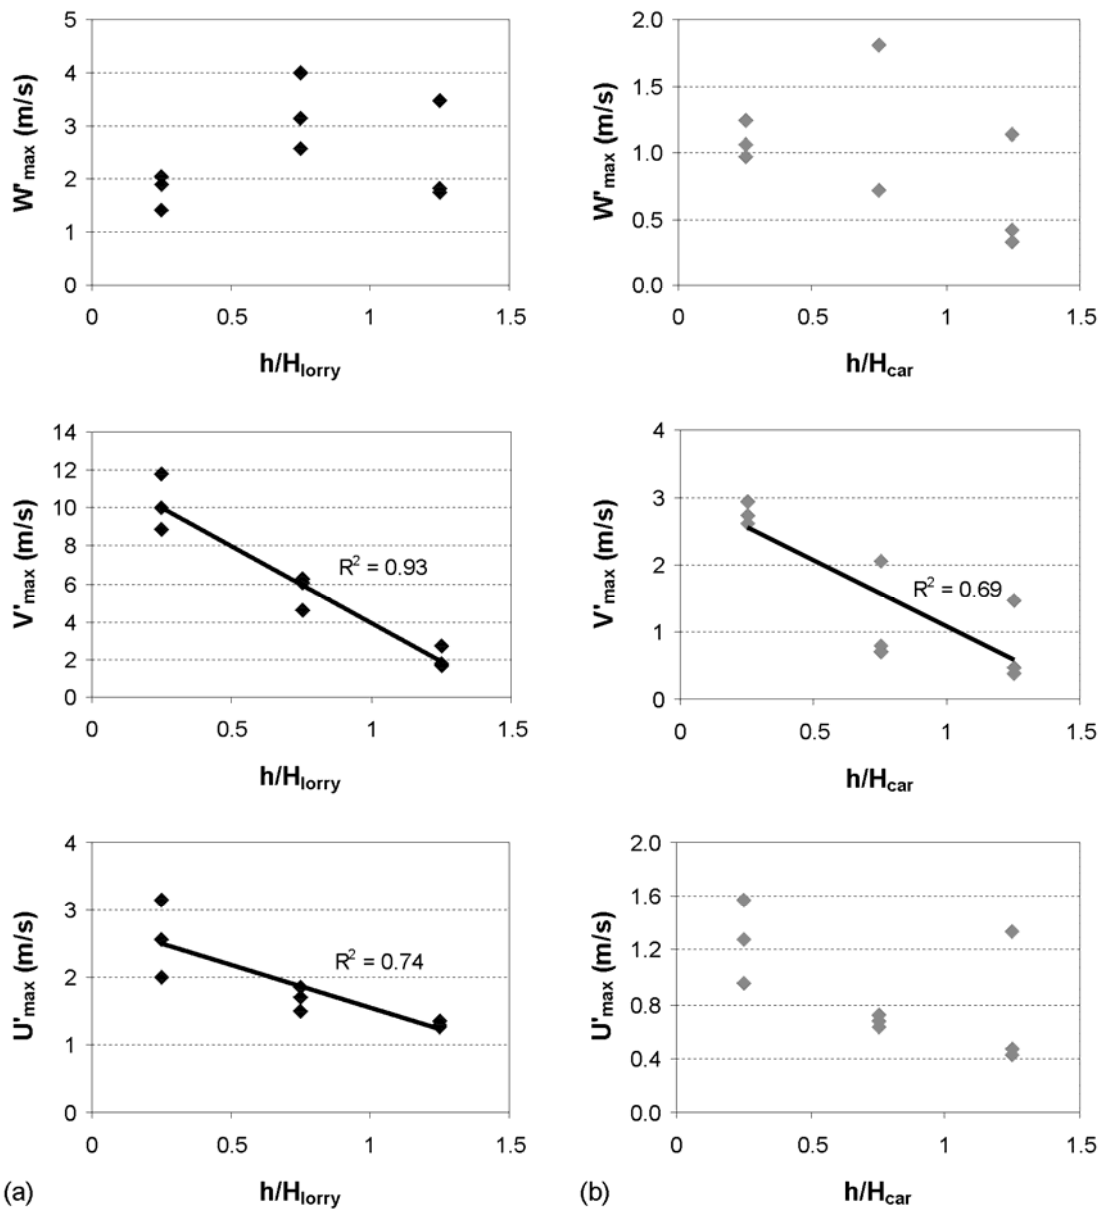 W'max (m/s)
5
4
3
2
1
0
0 0.5 1 1.5
h/Hlorry
W'max (m/s)
2.0
1.5
1.0
0.5
0.0
0 0.5 1 1.5
h/Hcar
V'max (m/s)
14
12
10
8
6
4
2
0
R2 = 0.93
0 0.5 1 1.5
h/Hlorry
V'max (m/s)
4
3
2
1
0
R2 = 0.69
0 0.5 1 1.5
h/Hcar
U'max (m/s)
4
3
2
1
0
R2 = 0.74
0 0.5 1 1.5
(a) h/Hlorry
U'max (m/s)
2.0
1.6
1.2
0.8
0.4
0.0
0 0.5 1 1.5
(b) h/Hcar